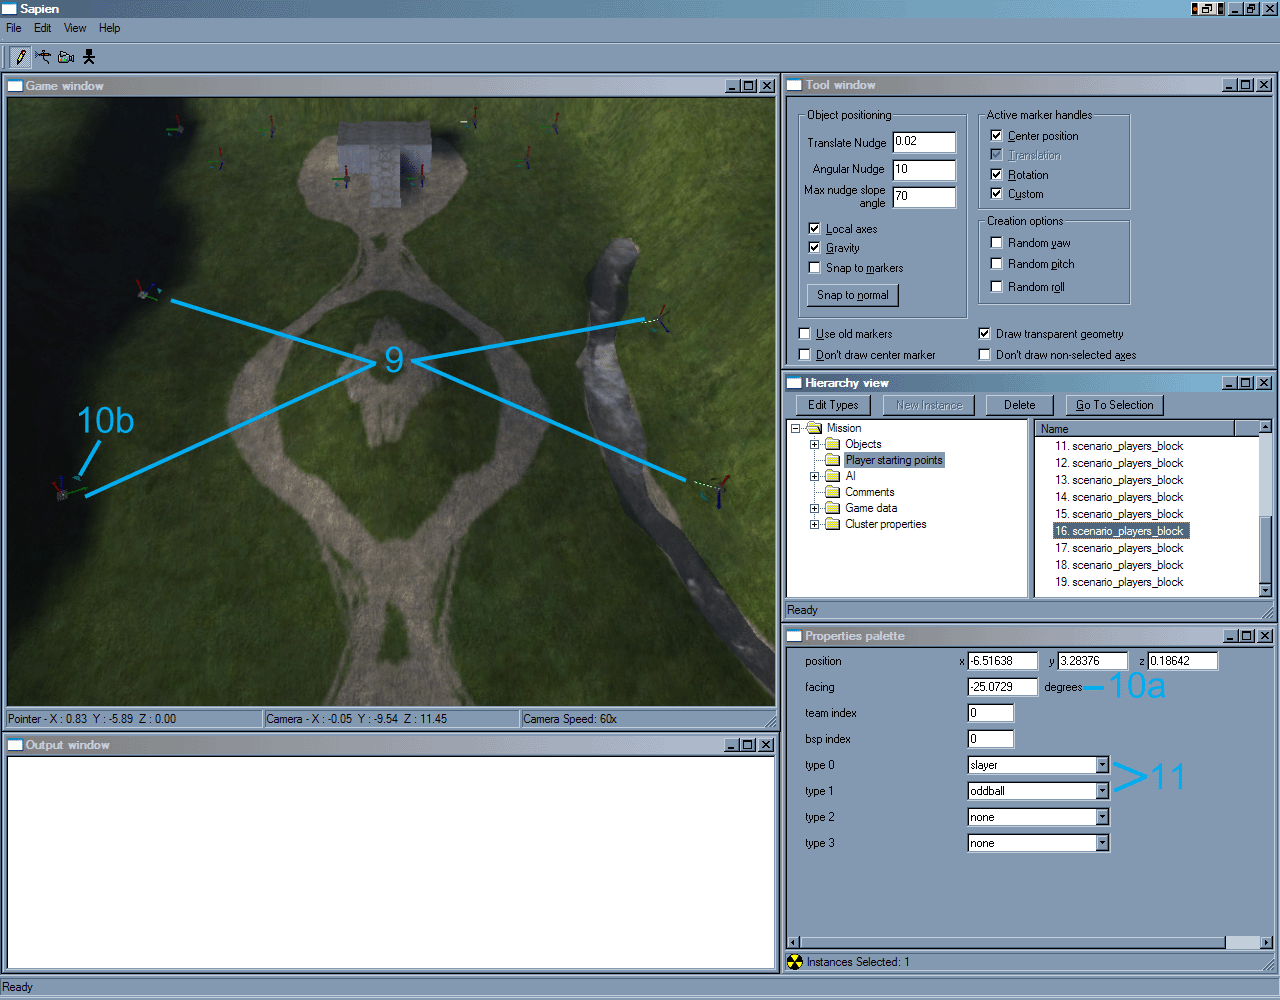 Sapien
File Edit View Help
Game window
9
10b
Pointer - X : 0.83 Y : -5.89 Z : 0.00
Camera - X : -0.05 Y : -9.54 Z : 11.45
Camera Speed: 60x
Output window
Ready
Tool window
Object positioning
Translate Nudge 0.02
Angular Nudge 10
Max nudge slope
angle 70
Local axes
Gravity
Snap to markers
Snap to normal
Active marker handles
Center position
Translation
Rotation
Custom
Creation options
Random yaw
Random pitch
Random roll
Use old markers
Draw transparent geometry
Don't draw center marker
Don't draw non-selected axes
Hierarchy view
Edit Types New Instance Delete Go To Selection
Mission
Objects
Player starting points
AI
Comments
Game data
Cluster properties
Name
11. scenario_players_block
12. scenario_players_block
13. scenario_players_block
14. scenario_players_block
15. scenario_players_block
16. scenario_players_block
17. scenario_players_block
18. scenario_players_block
19. scenario_players_block
Ready
Properties palette
position x -6.51638 y 3.28376 z 0.18642
facing -25.0729 degrees 10a
team index 0
bsp index 0
type 0 slayer
type 1 oddball
11
type 2 none
type 3 none
Instances Selected: 1